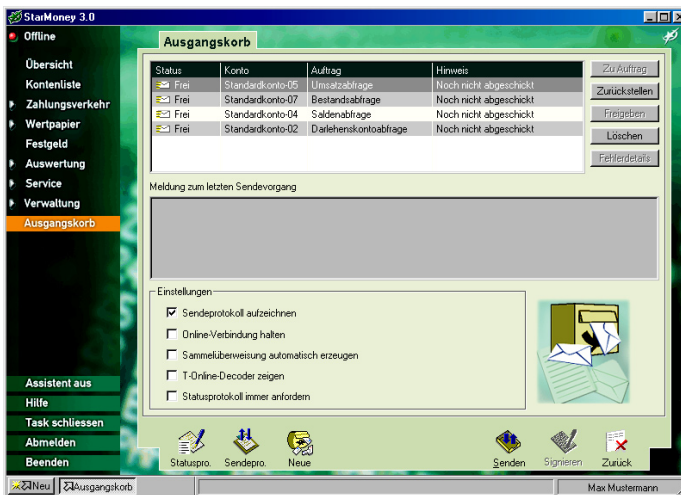 StarMoney 3.0
Offline
Übersicht
Kontenliste
Zahlungsverkehr
Wertpapier
Festgeld
Auswertung
Service
Verwaltung
Ausgangskorb
Assistent aus
Hilfe
Task schliessen
Abmelden
Beenden
Ausgangskorb
Status Konto Auftrag Hinweis
Frei Standardkonto-05 Umsatzabfrage Noch nicht abgeschickt
Frei Standardkonto-07 Bestandsabfrage Noch nicht abgeschickt
Frei Standardkonto-04 Saldenabfrage Noch nicht abgeschickt
Frei Standardkonto-02 Darlehenskontoabfrage Noch nicht abgeschickt
Zu Auftrag
Zurückstellen
Freigeben
Löschen
Fehlerdetails
Meldung zum letzten Sendevorgang
Einstellungen
Sendeprotokoll aufzeichnen
Online-Verbindung halten
Sammelüberweisung automatisch erzeugen
T-Online-Decoder zeigen
Statusprotokoll immer anfordern
Statuspro. Sendepro. Neue Senden Signieren Zurück
Neu Ausgangskorb Max Mustermann